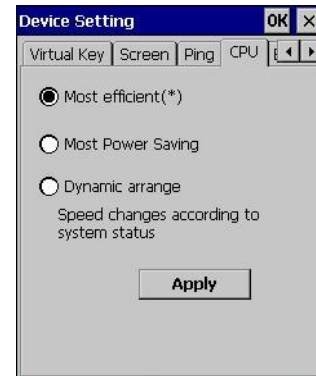 Device Setting OK ×
Virtual Key Screen Ping CPU
Most efficient(*)
Most Power Saving
Dynamic arrange
Speed changes according to
system status
Apply